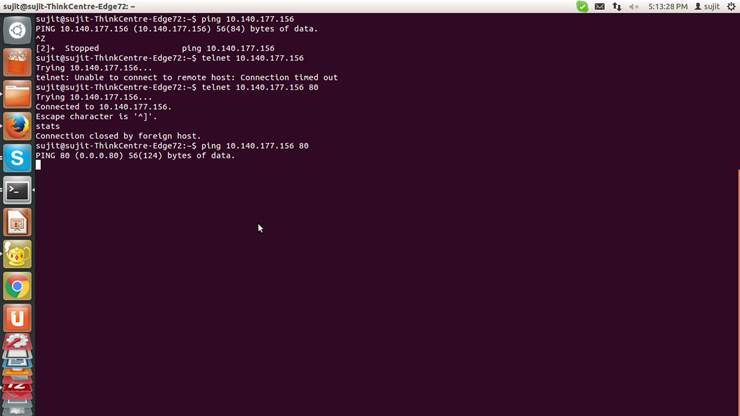 sujit@sujit-ThinkCentre-Edge72: ~
5:13:28 PM
sujit
sujit@sujit-ThinkCentre-Edge72:~$ ping 10.140.177.156
PING 10.140.177.156 (10.140.177.156) 56(84) bytes of data.
^Z
[2]+  Stopped                 ping 10.140.177.156
sujit@sujit-ThinkCentre-Edge72:~$ telnet 10.140.177.156
Trying 10.140.177.156...
telnet: Unable to connect to remote host: Connection timed out
sujit@sujit-ThinkCentre-Edge72:~$ telnet 10.140.177.156 80
Trying 10.140.177.156...
Connected to 10.140.177.156.
Escape character is '^]'.
stats
Connection closed by foreign host.
sujit@sujit-ThinkCentre-Edge72:~$ ping 10.140.177.156 80
PING 80 (0.0.0.80) 56(124) bytes of data.